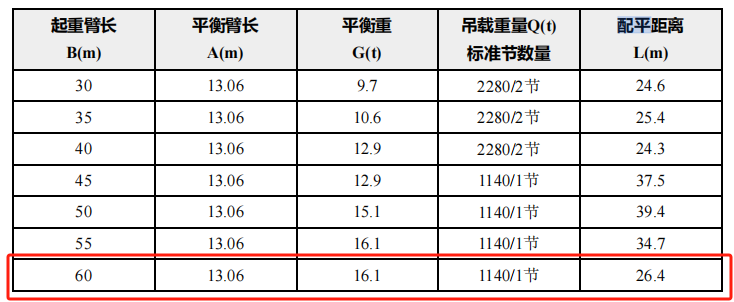 起重臂长 平衡臂长 平衡重 吊载重量Q(t) 配平距离
B(m) A(m) G(t) 标准节数量 L(m)
30 13.06 9.7 2280/2节 24.6
35 13.06 10.6 2280/2节 25.4
40 13.06 12.9 2280/2节 24.3
45 13.06 12.9 1140/1节 37.5
50 13.06 15.1 1140/1节 39.4
55 13.06 16.1 1140/1节 34.7
60 13.06 16.1 1140/1节 26.4